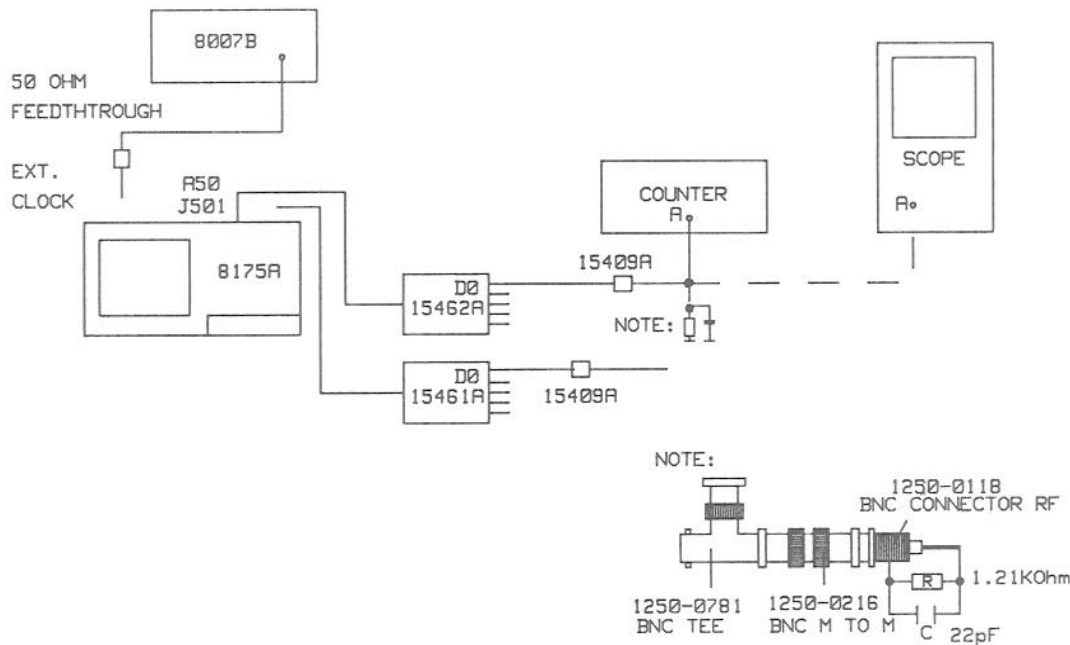 8007B
50 OHM
FEEDTHTROUGH
EXT.
CLOCK
A50
J501
8175A
COUNTER
A
SCOPE
A
15409A
D0
15462A
NOTE:
D0
15461A
15409A
NOTE:
1250-0118
BNC CONNECTOR RF
R
1.21KOhm
1250-0781
BNC TEE
1250-0216
BNC M TO M
C
22pF